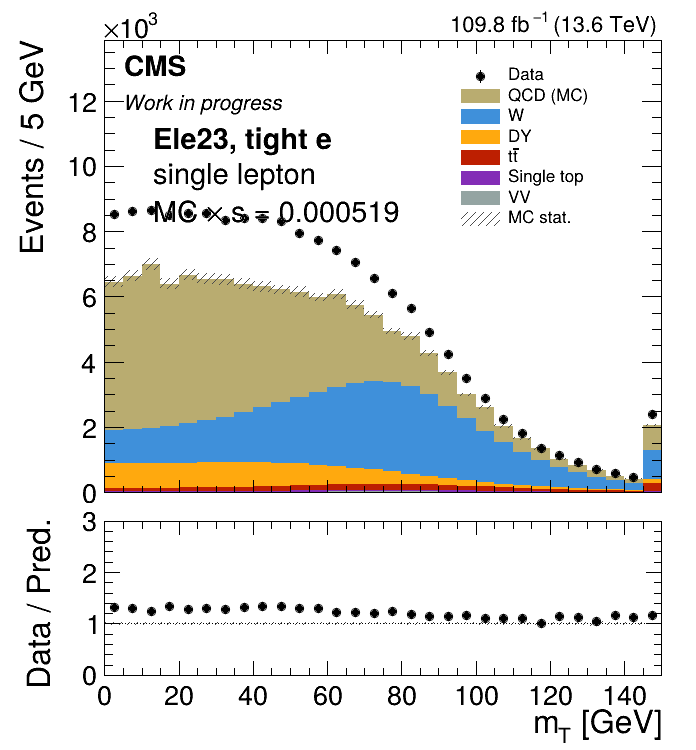 ×10³
109.8 fb⁻¹ (13.6 TeV)
Events / 5 GeV
CMS
Work in progress
Ele23, tight e
single lepton
MC × s = 0.000519
Data
QCD (MC)
W
DY
tt̄
Single top
VV
MC stat.
12
10
8
6
4
2
0
Data / Pred.
3
2
1
0
0 20 40 60 80 100 120 140
m_T [GeV]